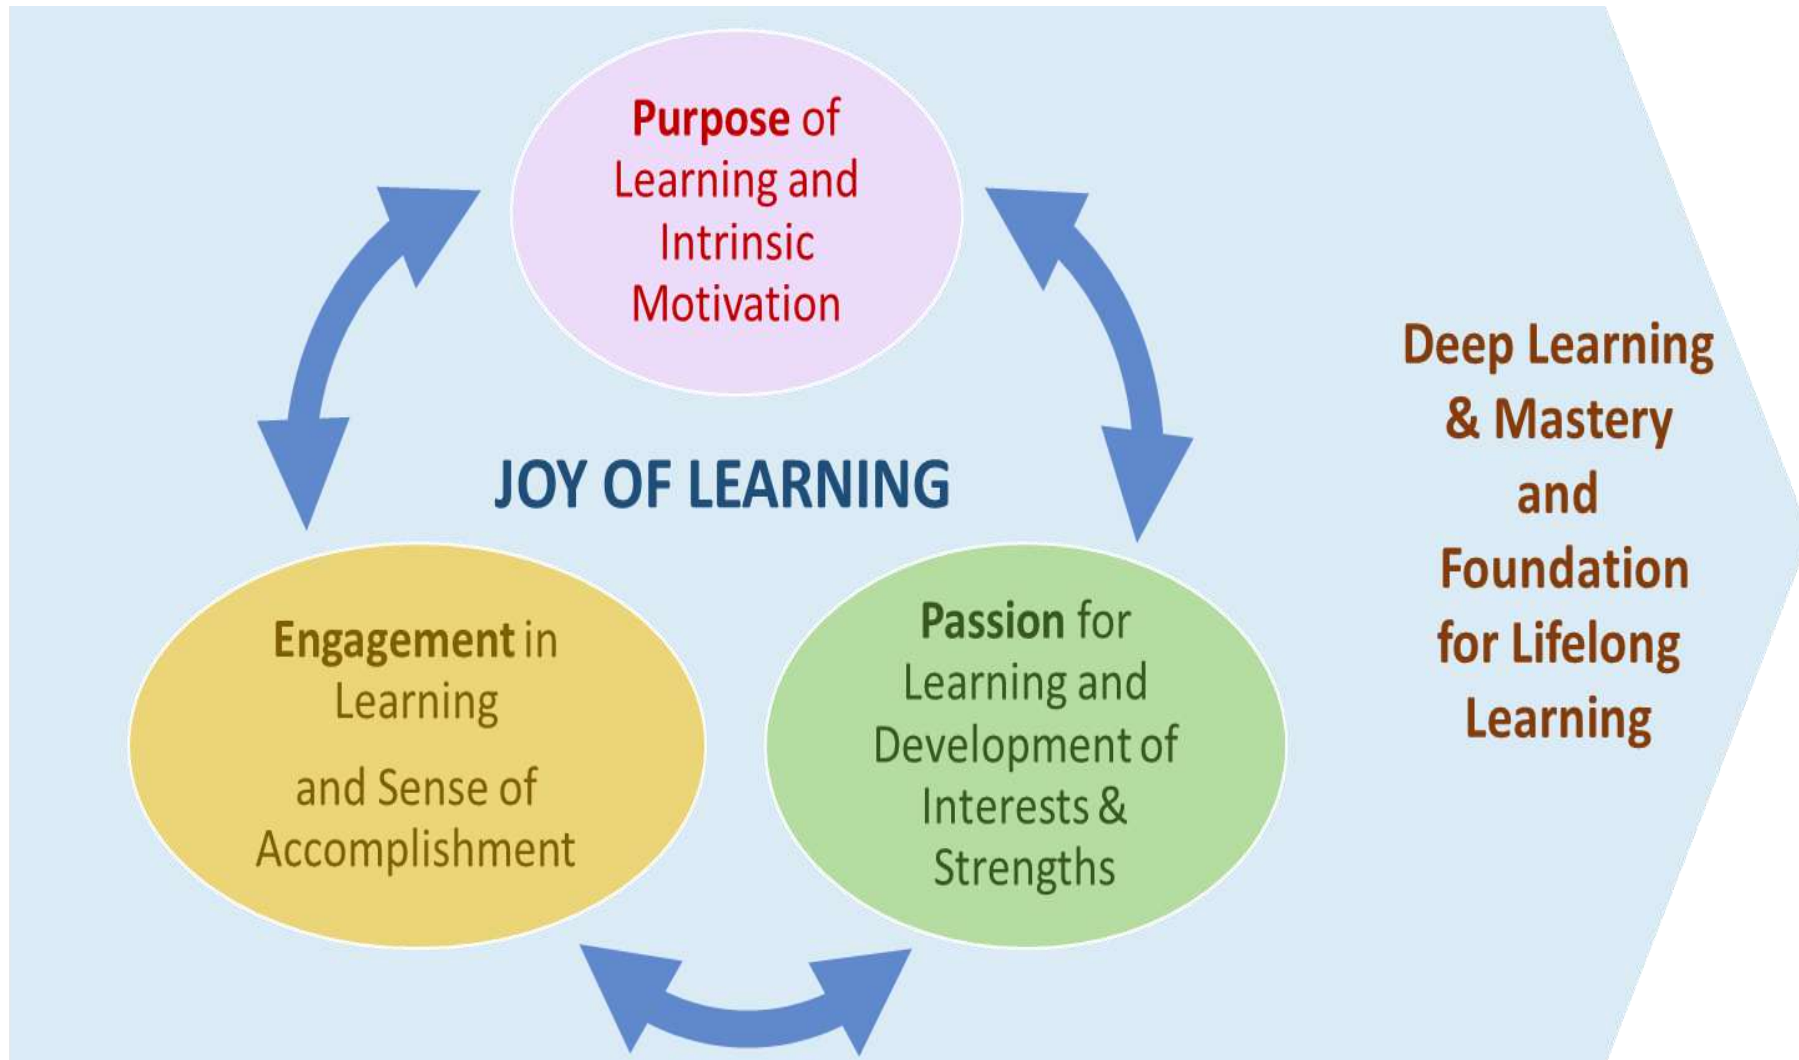 Purpose of
Learning and
Intrinsic
Motivation
JOY OF LEARNING
Engagement in
Learning
and Sense of
Accomplishment
Passion for
Learning and
Development of
Interests &
Strengths
Deep Learning
& Mastery
and
Foundation
for Lifelong
Learning